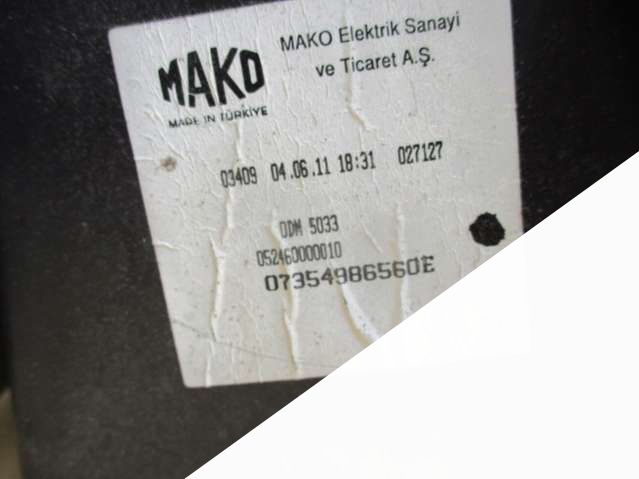 MAKO
MADE IN TÜRKİYE
MAKO Elektrik Sanayi
ve Ticaret A.Ş.
03409 04.06.11 18:31 027127
ODM 5033
052460000010
07354986560E